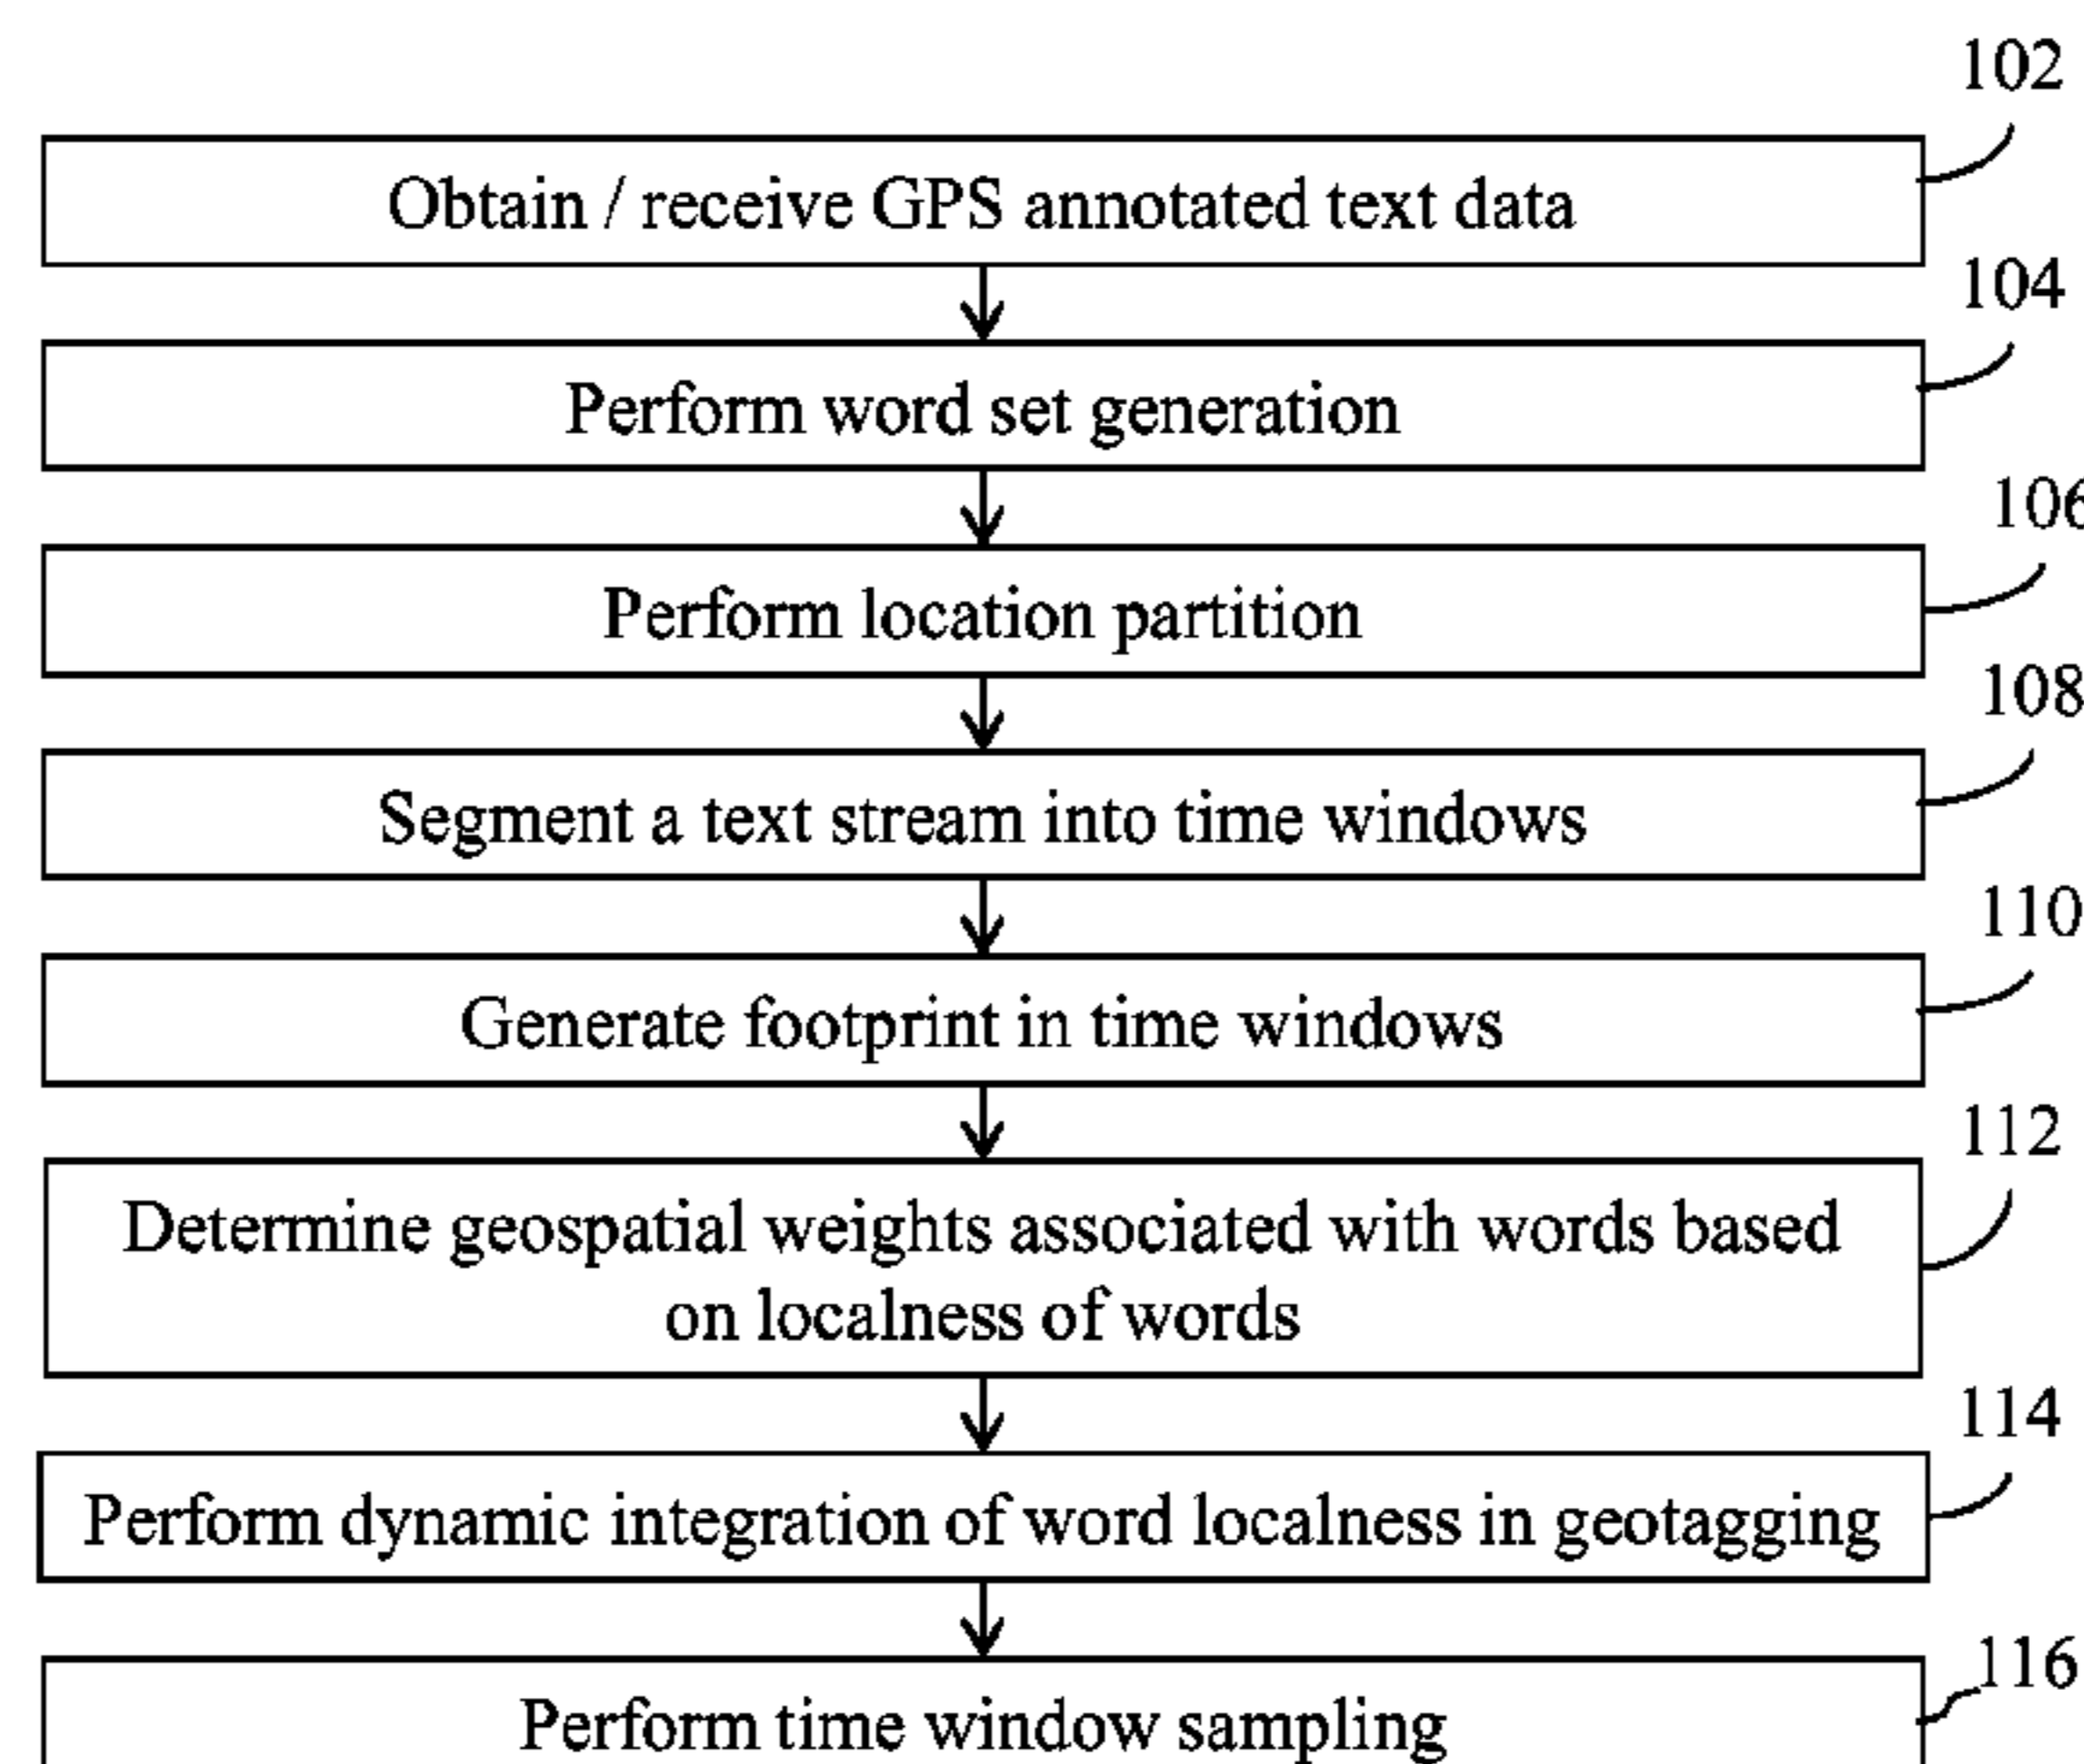 102
Obtain / receive GPS annotated text data
104
Perform word set generation
106
Perform location partition
108
Segment a text stream into time windows
110
Generate footprint in time windows
112
Determine geospatial weights associated with words based
on localness of words
114
Perform dynamic integration of word localness in geotagging
116
Perform time window sampling